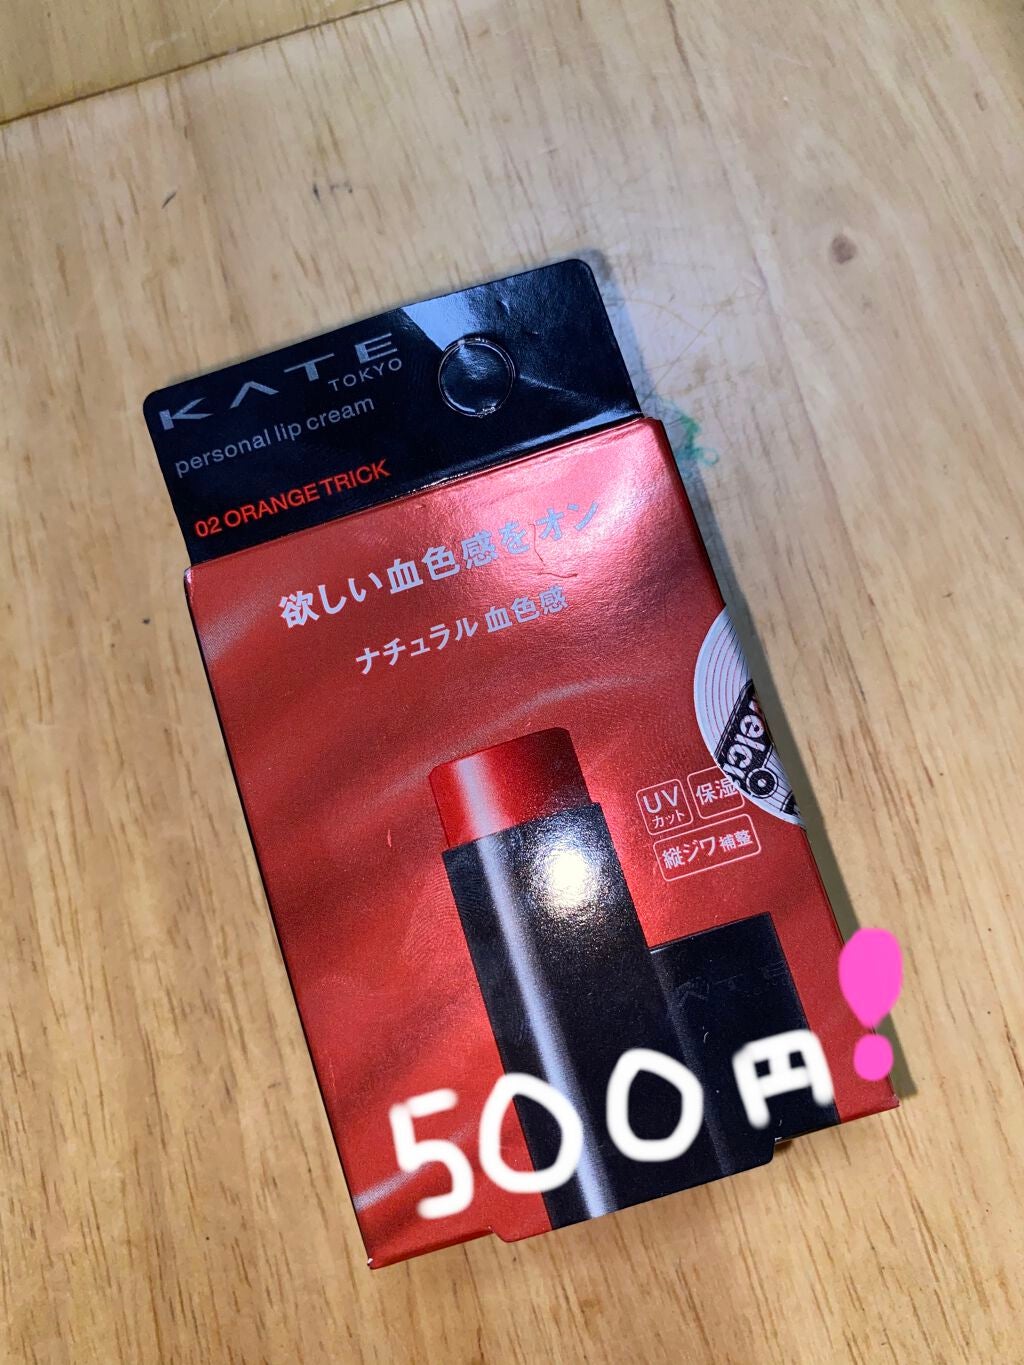 KATE
TOKYO
personal lip cream
02 ORANGE TRICK
欲しい血色感をオン
ナチュラル 血色感
UV
カット
保湿
縦ジワ補整
KATE
500円!